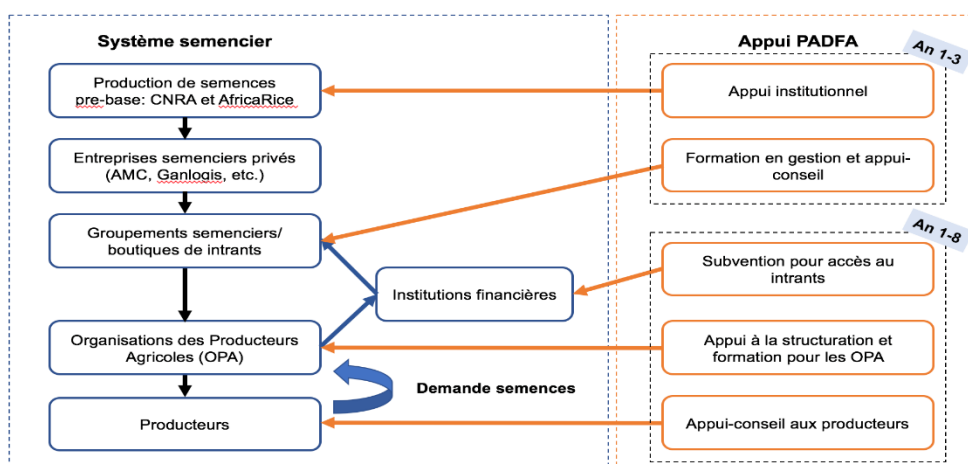 Système semencier
Production de semences
pre-base: CNRA et AfricaRice
Entreprises semenciers privés
(AMC, Ganlogis, etc.)
Groupements semenciers/
boutiques de intrants
Institutions financières
Organisations des Producteurs
Agricoles (OPA)
Demande semences
Producteurs
Appui PADFA
An 1-3
Appui institutionnel
Formation en gestion et appui-
conseil
An 1-8
Subvention pour accès au
intrants
Appui à la structuration et
formation pour les OPA
Appui-conseil aux producteurs